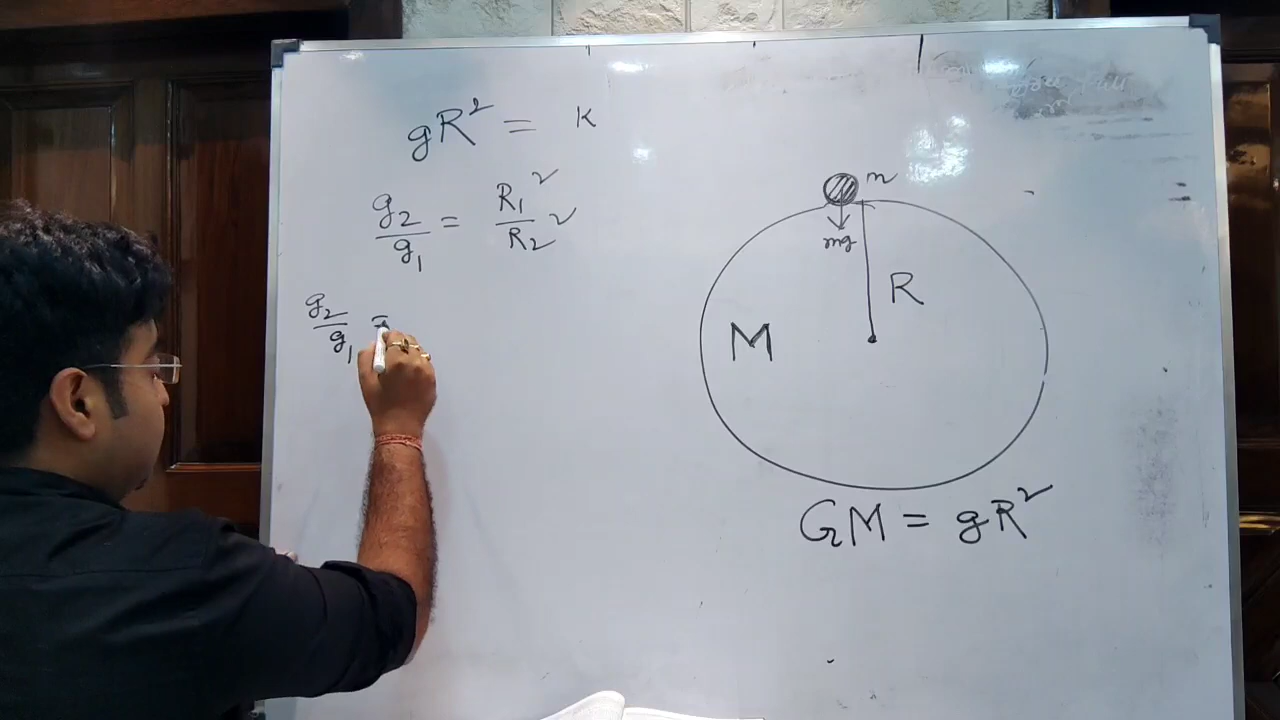 gR² = K
g₂/g₁ = R₁²/R₂²
g₂/g₁ =
m
mg
R
M
GM = gR²